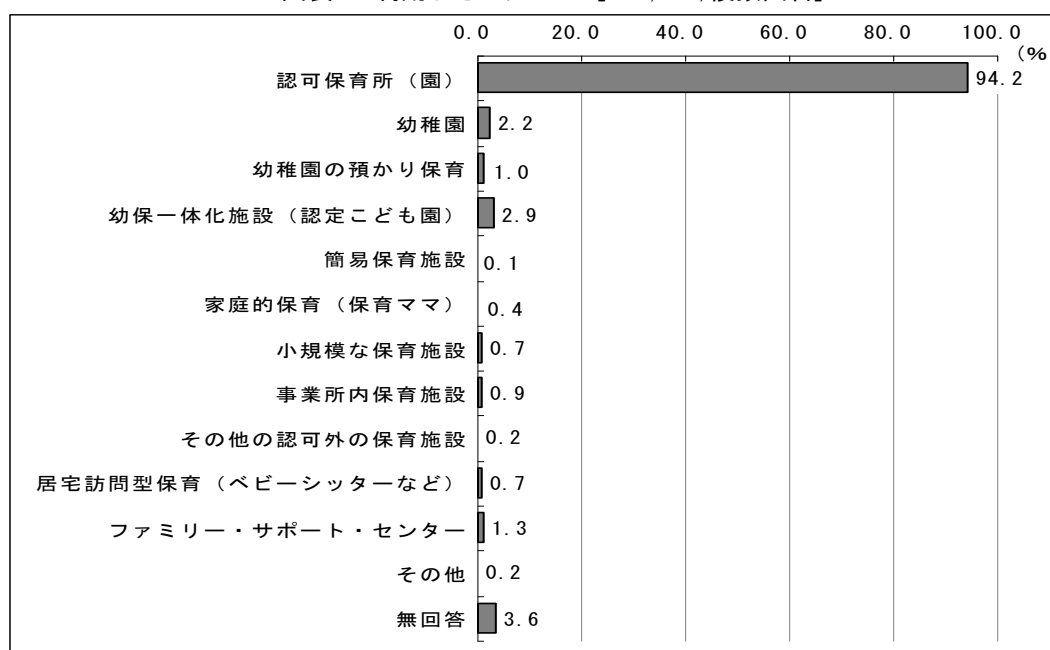 0.0 20.0 40.0 60.0 80.0 100.0
(%
認可保育所（園） 94.2
幼稚園 2.2
幼稚園の預かり保育 1.0
幼保一体化施設（認定こども園） 2.9
簡易保育施設 0.1
家庭的保育（保育ママ） 0.4
小規模な保育施設 0.7
事業所内保育施設 0.9
その他の認可外の保育施設 0.2
居宅訪問型保育（ベビーシッターなど） 0.7
ファミリー・サポート・センター 1.3
その他 0.2
無回答 3.6